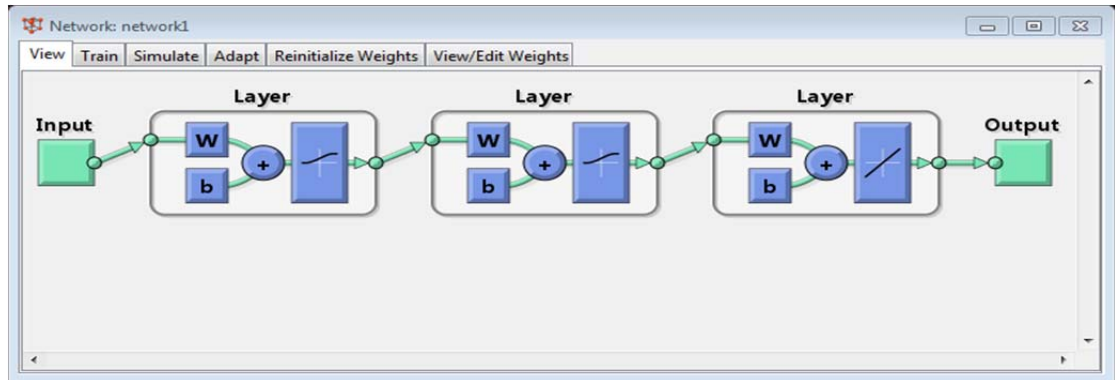 Network: network1
View Train Simulate Adapt Reinitialize Weights View/Edit Weights
Layer Layer Layer
Input Output
W W W
+ + +
b b b